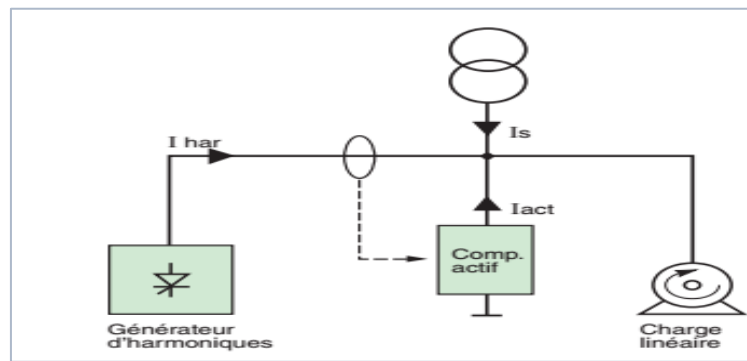 Is
I har
Iact
Comp.
actif
Générateur
d'harmoniques
Charge
linéaire